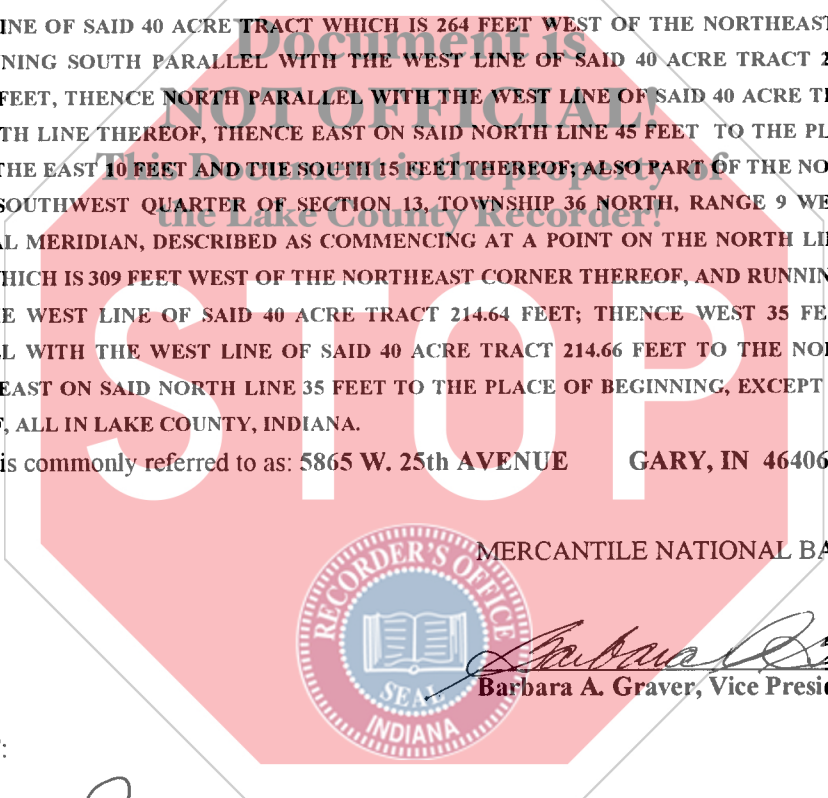 INE OF SAID 40 ACRE TRACT WHICH IS 264 FEET WEST OF THE NORTHEAST
Document is
NING SOUTH PARALLEL WITH THE WEST LINE OF SAID 40 ACRE TRACT 2
FEET, THENCE NORTH PARALLEL WITH THE WEST LINE OF SAID 40 ACRE
NOT OFFICIAL!
TH LINE THEREOF, THENCE EAST ON SAID NORTH LINE 45 FEET TO THE
THE EAST 10 FEET AND THE SOUTH 15 FEET THEREOF; ALSO PART OF THE
This Document is the property of
SOUTHWEST QUARTER OF SECTION 13, TOWNSHIP 36 NORTH, RANGE 9
the Lake County Recorder!
MERIDIAN, DESCRIBED AS COMMENCING AT A POINT ON THE NORTH
HICH IS 309 FEET WEST OF THE NORTHEAST CORNER THEREOF, AND
STOP
E WEST LINE OF SAID 40 ACRE TRACT 214.64 FEET; THENCE WEST 35
L WITH THE WEST LINE OF SAID 40 ACRE TRACT 214.66 FEET TO THE
EAST ON SAID NORTH LINE 35 FEET TO THE PLACE OF BEGINNING, EXCEPT
, ALL IN LAKE COUNTY, INDIANA.
is commonly referred to as: 5865 W. 25th AVENUE GARY, IN 46406
RECORDER'S OFFICE
SEAL
INDIANA
MERCANTILE NATIONAL BA
Barbara A. Graver, Vice Presi
: